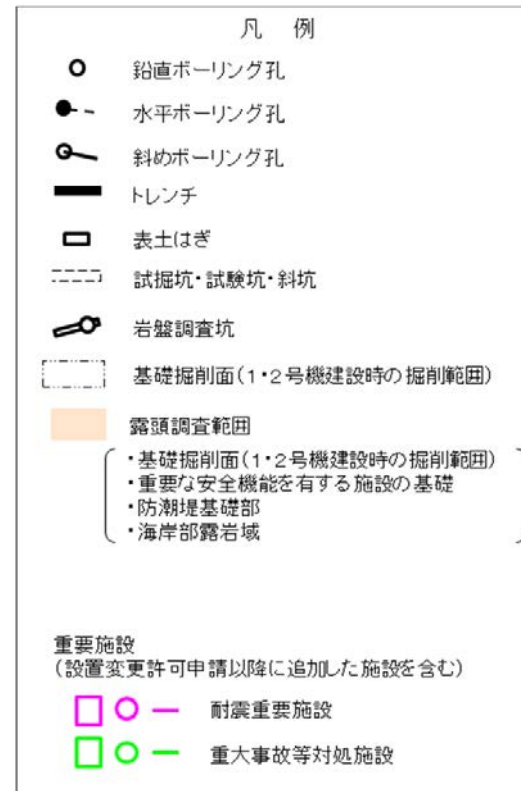 凡 例
鉛直ボーリング孔
水平ボーリング孔
斜めボーリング孔
トレンチ
表土はぎ
試掘坑・試験坑・斜坑
岩盤調査坑
基礎掘削面(1・2号機建設時の掘削範囲)
露頭調査範囲
・基礎掘削面(1・2号機建設時の掘削範囲)
・重要な安全機能を有する施設の基礎
・防潮堤基礎部
・海岸部露岩域
重要施設
(設置変更許可申請以降に追加した施設を含む)
耐震重要施設
重大事故等対処施設